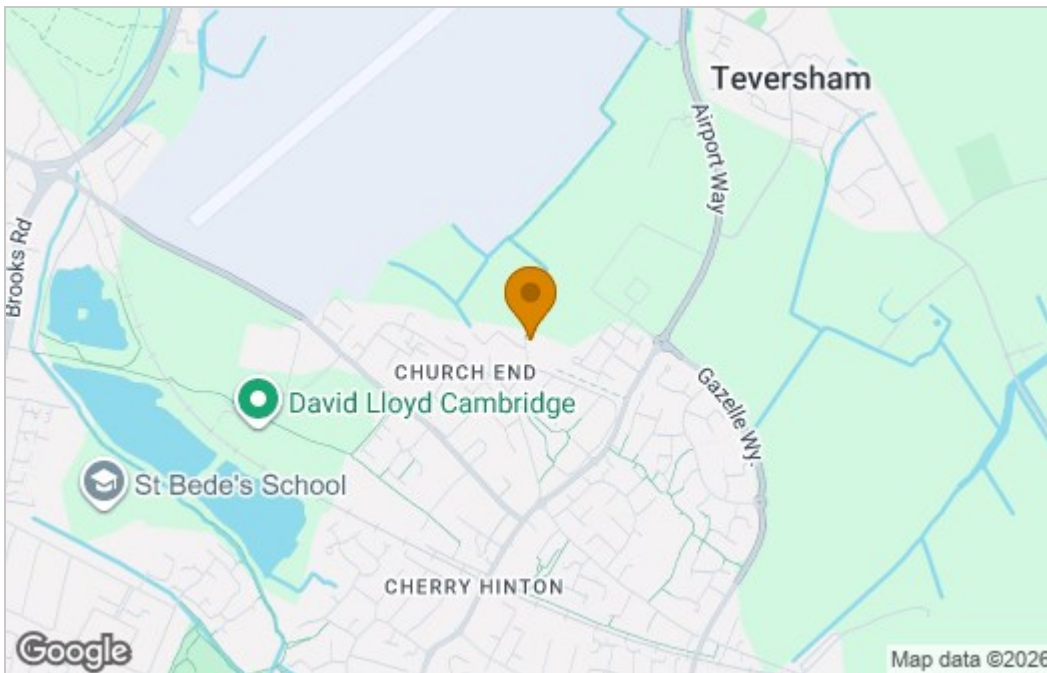 Teversham
Airport Way
Brooks Rd
CHURCH END
David Lloyd Cambridge
Gazelle Wy.
St Bede's School
CHERRY HINTON
Google
Map data ©2026